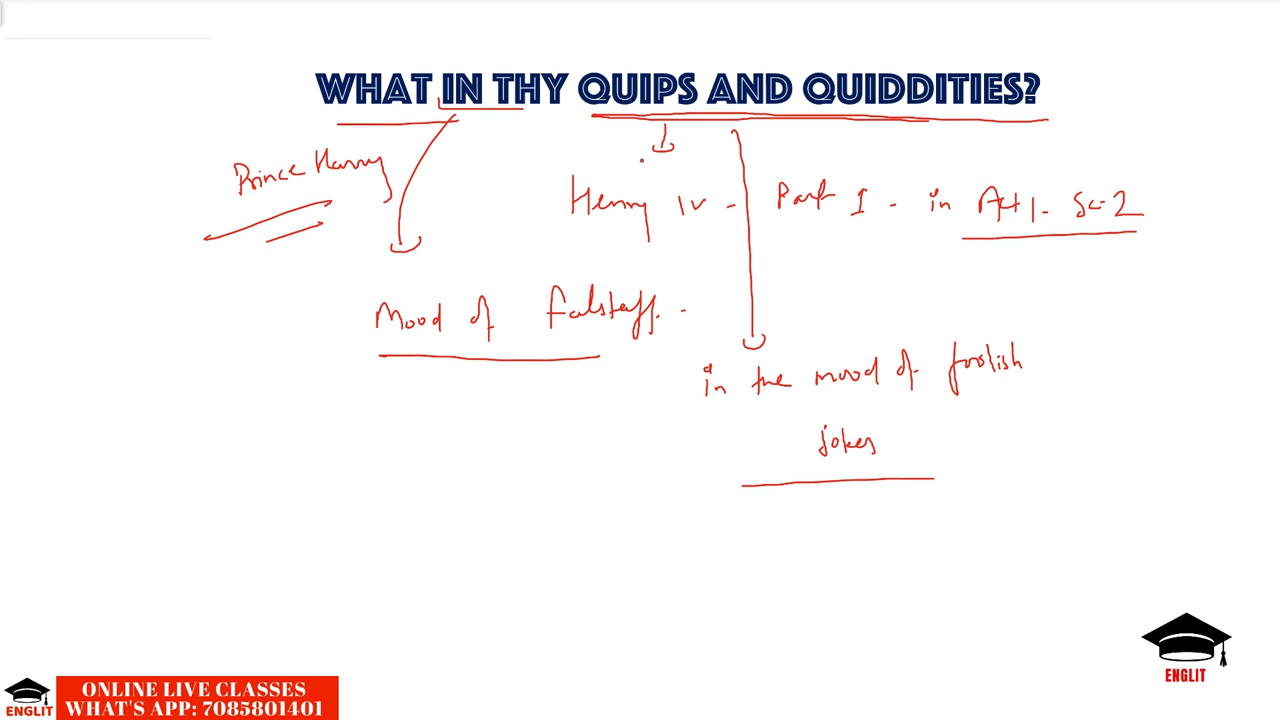 WHAT IN THY QUIPS AND QUIDDITIES?
Prince Harry
Henry IV - Part I - in Act 1 - Sc-2
Mood of Falstaff.
in the mood of foolish
jokes
ENGLIT
ONLINE LIVE CLASSES
WHAT'S APP: 7085801401
ENGLIT